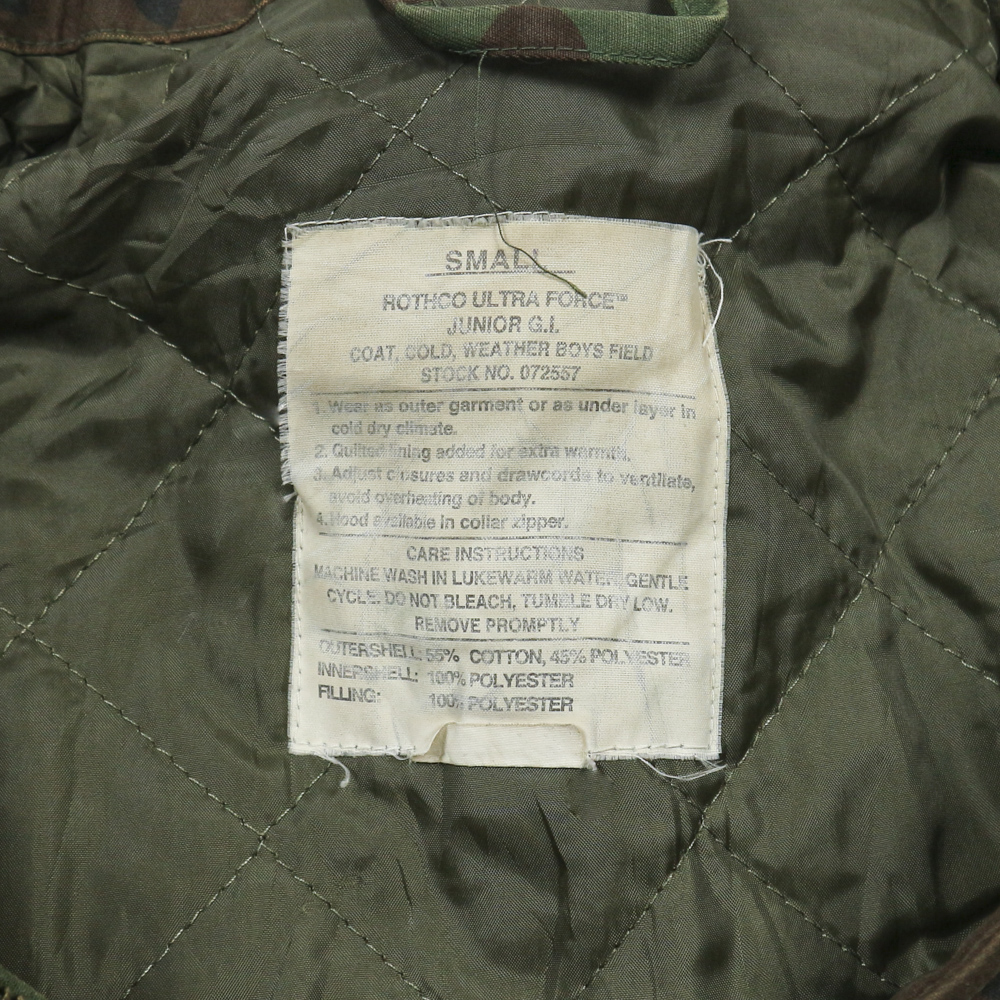 SMALL
ROTHCO ULTRA FORCE™
JUNIOR G.I.
COAT, COLD, WEATHER BOYS FIELD
STOCK NO. 072557
1. Wear as outer garment or as under layer in
cold dry climate.
2. Quilted lining added for extra warmth.
3. Adjust closures and drawcords to ventilate,
avoid overheating of body.
4. Hood available in collar zipper.
CARE INSTRUCTIONS
MACHINE WASH IN LUKEWARM WATER, GENTLE
CYCLE. DO NOT BLEACH, TUMBLE DRY LOW.
REMOVE PROMPTLY
OUTERSHELL: 55% COTTON, 45% POLYESTER
INNERSHELL: 100% POLYESTER
FILLING: 100% POLYESTER